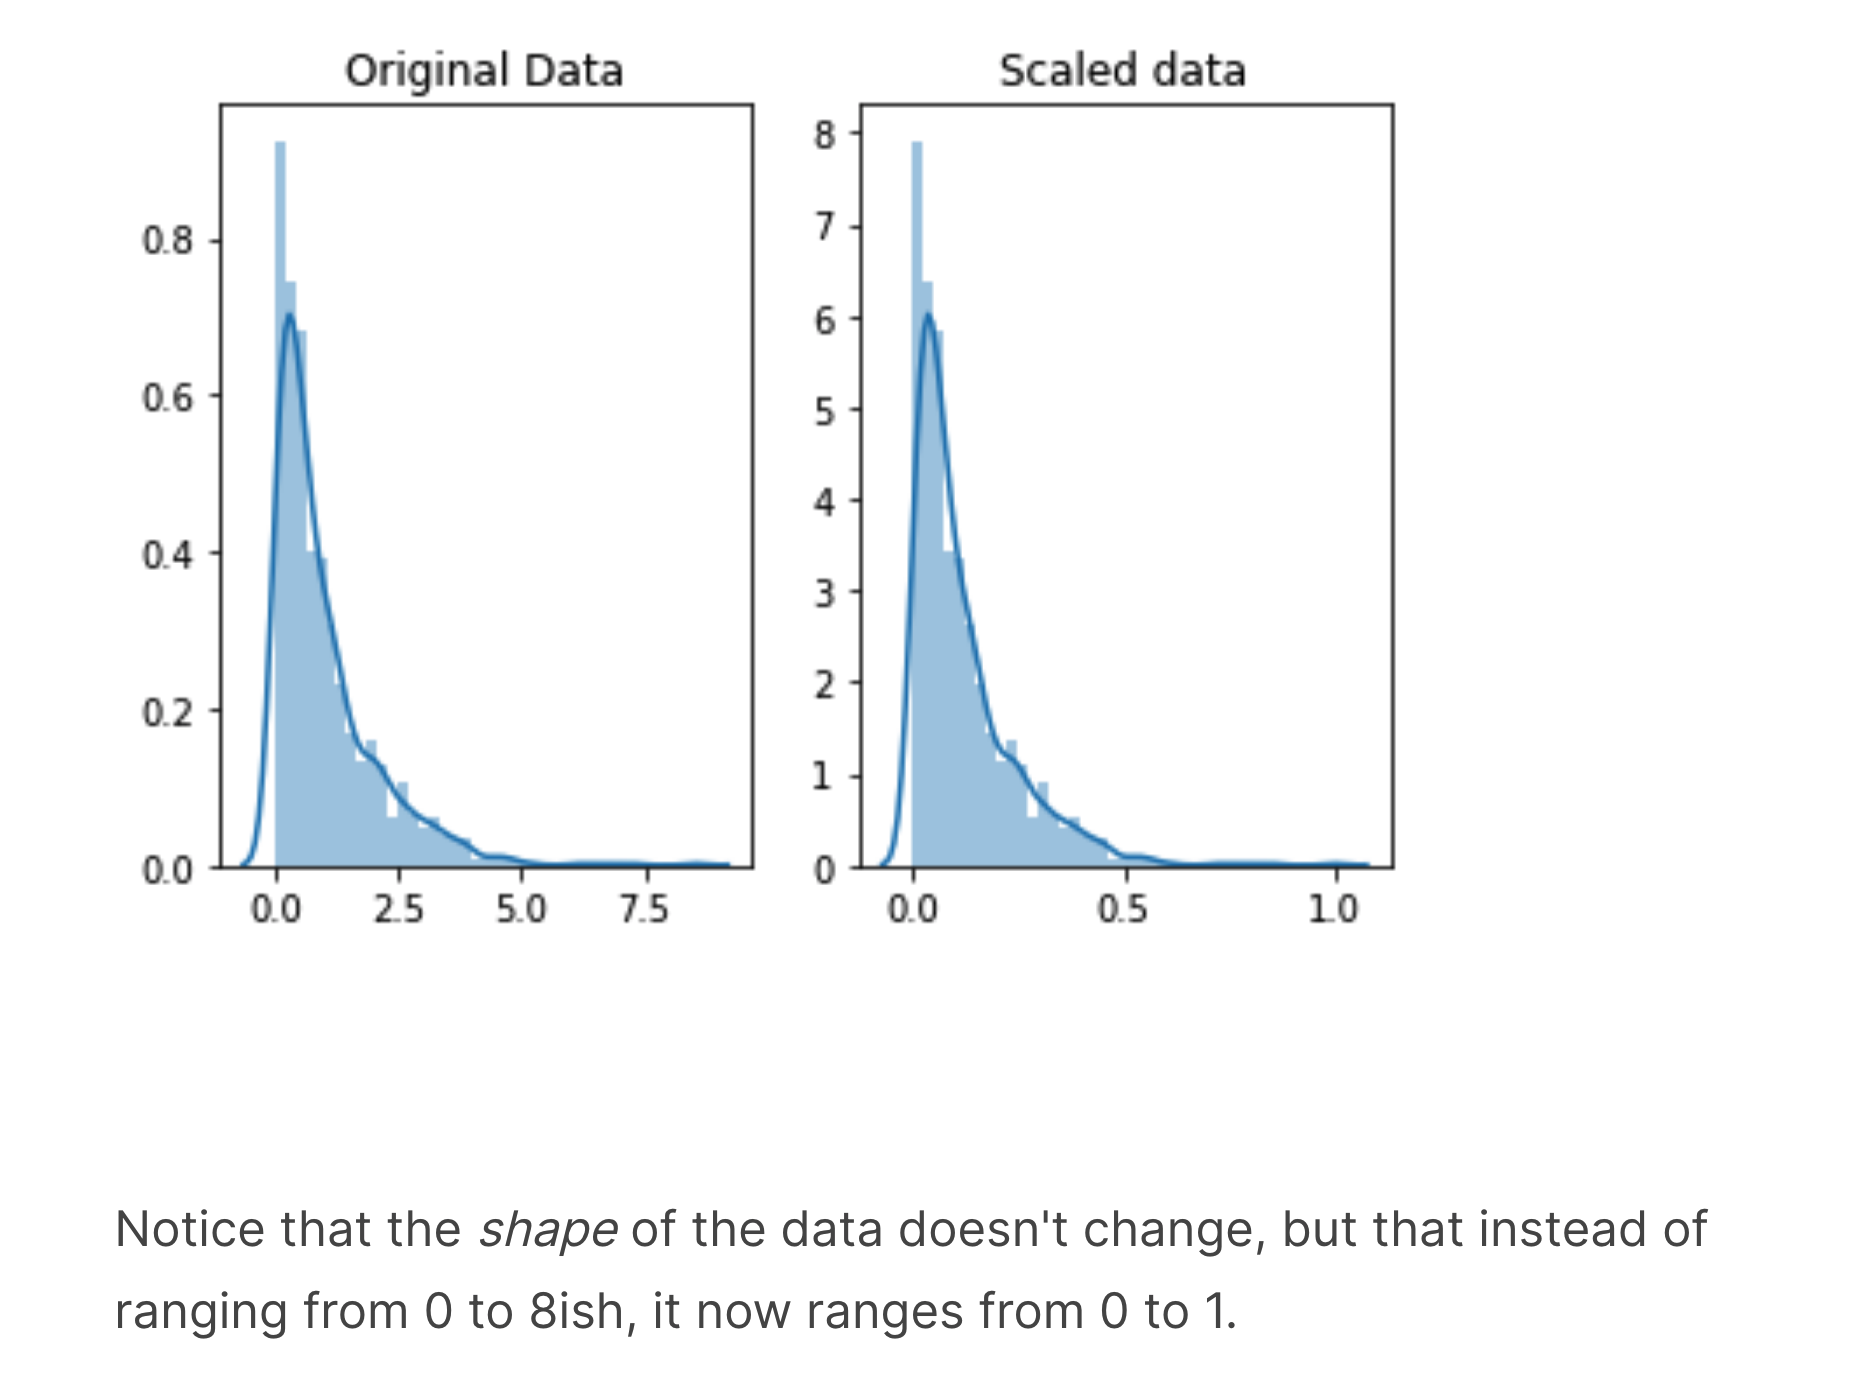 Original Data
Scaled data
0.8
0.6
0.4
0.2
0.0
0.0 2.5 5.0 7.5
8
7
6
5
4
3
2
1
0
0.0 0.5 1.0
Notice that the shape of the data doesn't change, but that instead of
ranging from 0 to 8ish, it now ranges from 0 to 1.